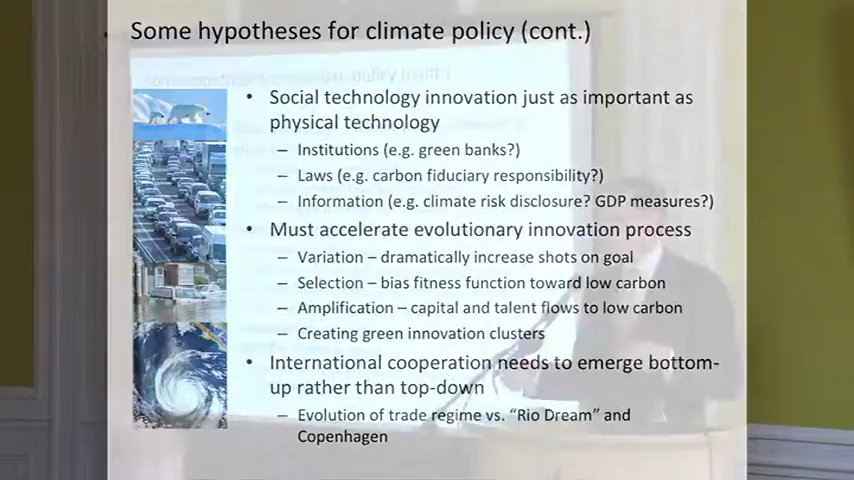 Some hypotheses for climate policy (cont.)
• Social technology innovation just as important as
physical technology
– Institutions (e.g. green banks?)
– Laws (e.g. carbon fiduciary responsibility?)
– Information (e.g. climate risk disclosure? GDP measures?)
• Must accelerate evolutionary innovation process
– Variation – dramatically increase shots on goal
– Selection – bias fitness function toward low carbon
– Amplification – capital and talent flows to low carbon
– Creating green innovation clusters
• International cooperation needs to emerge bottom-
up rather than top-down
– Evolution of trade regime vs. “Rio Dream” and
Copenhagen